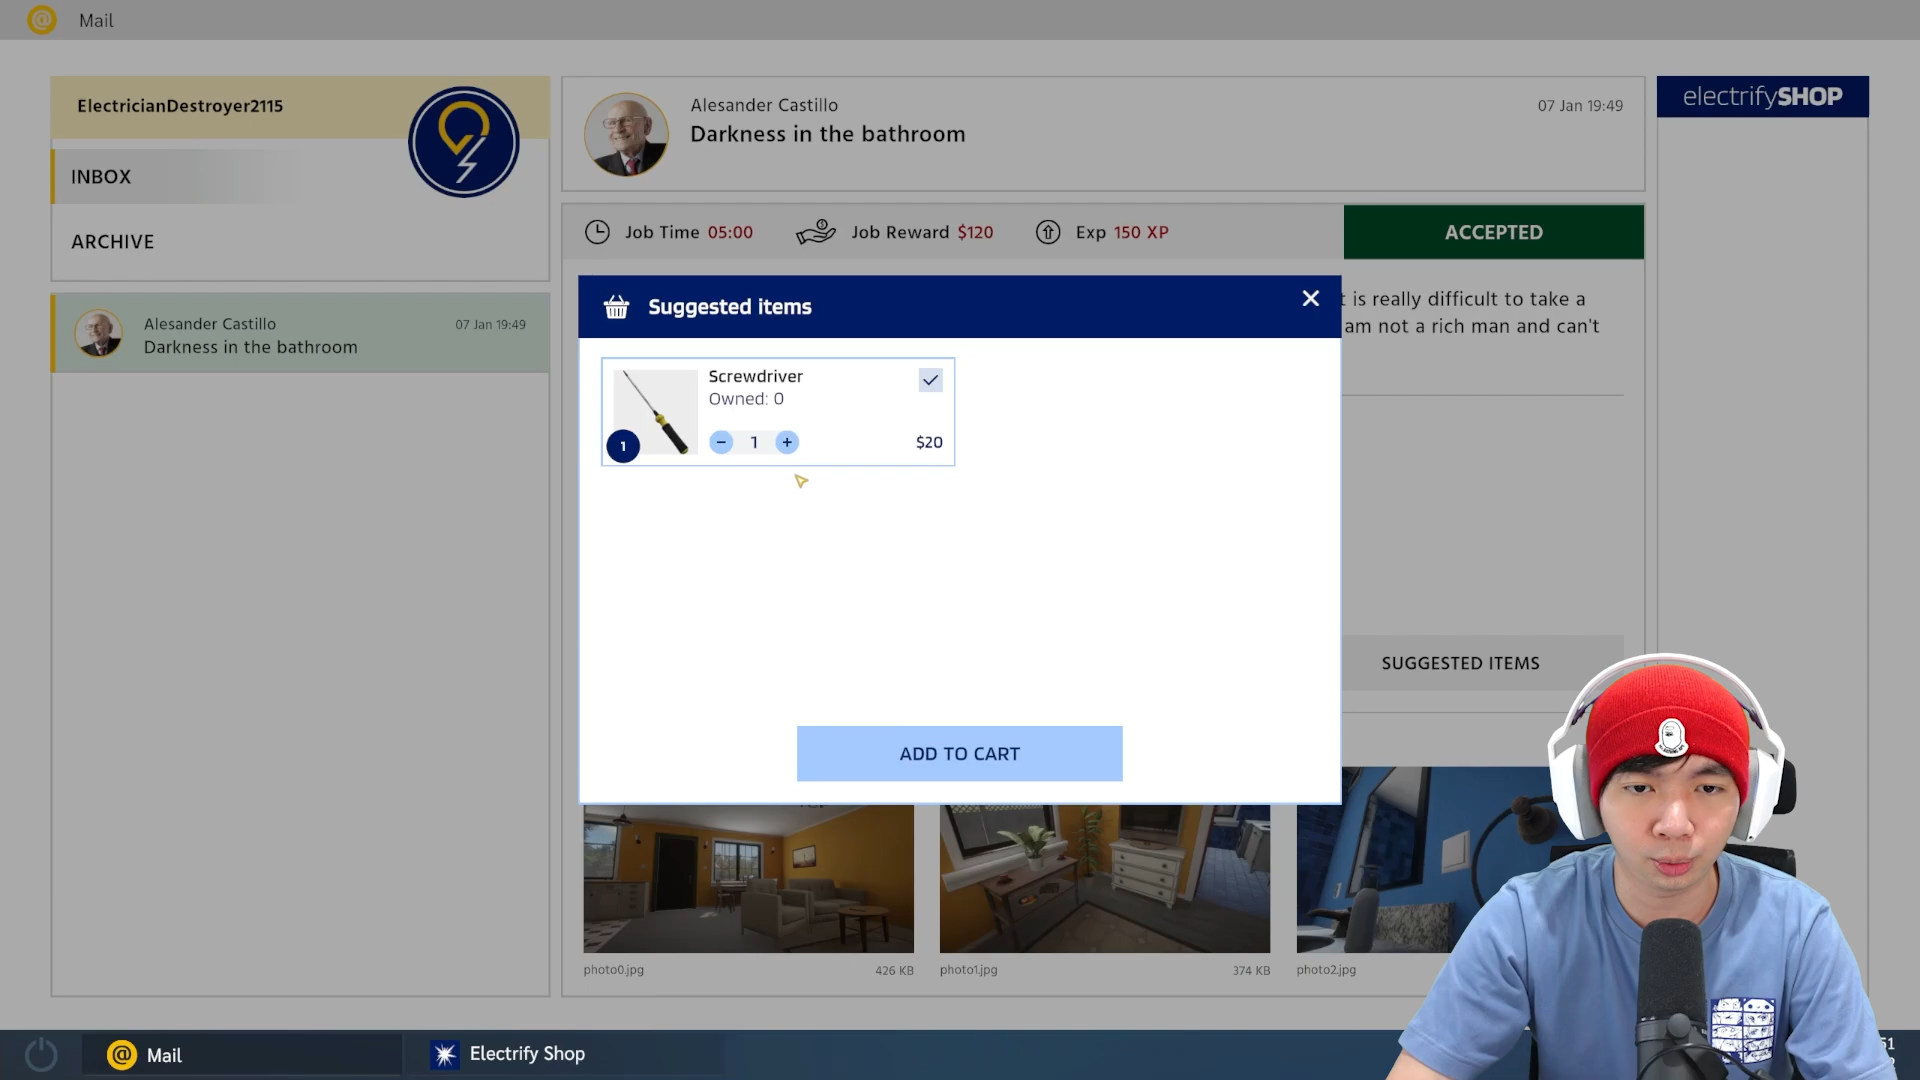 Mail
ElectricianDestroyer2115
INBOX
ARCHIVE
Alesander Castillo
07 Jan 19:49
Darkness in the bathroom
Alesander Castillo
07 Jan 19:49
Darkness in the bathroom
electrifySHOP
Job Time 05:00
Job Reward $120
Exp 150 XP
ACCEPTED
t is really difficult to take a
am not a rich man and can't
Suggested items
Screwdriver
Owned: 0
1
1
$20
ADD TO CART
SUGGESTED ITEMS
photo0.jpg
426 KB
photo1.jpg
374 KB
photo2.jpg
Mail
Electrify Shop